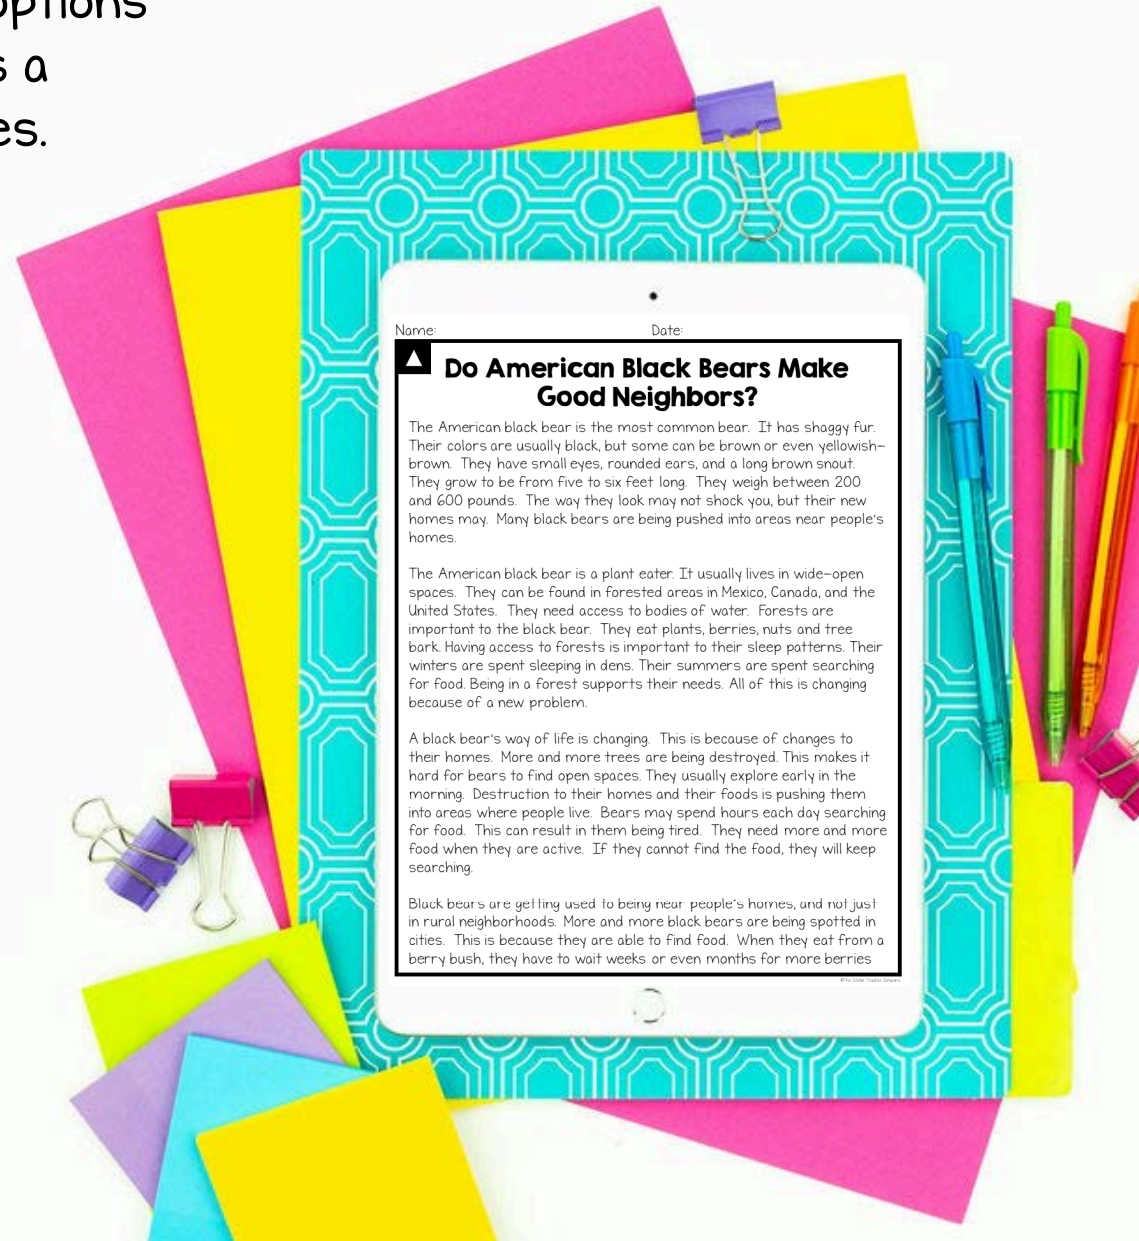 options
s a
es.
Name:
Date:
Do American Black Bears Make
Good Neighbors?
The American black bear is the most common bear. It has shaggy fur.
Their colors are usually black, but some can be brown or even yellowish-
brown. They have small eyes, rounded ears, and a long brown snout.
They grow to be from five to six feet long. They weigh between 200
and 600 pounds. The way they look may not shock you, but their new
homes may. Many black bears are being pushed into areas near people's
homes.
The American black bear is a plant eater. It usually lives in wide-open
spaces. They can be found in forested areas in Mexico, Canada, and the
United States. They need access to bodies of water. Forests are
important to the black bear. They eat plants, berries, nuts and tree
bark. Having access to forests is important to their sleep patterns. Their
winters are spent sleeping in dens. Their summers are spent searching
for food. Being in a forest supports their needs. All of this is changing
because of a new problem.
A black bear's way of life is changing. This is because of changes to
their homes. More and more trees are being destroyed. This makes it
hard for bears to find open spaces. They usually explore early in the
morning. Destruction to their homes and their foods is pushing them
into areas where people live. Bears may spend hours each day searching
for food. This can result in them being tired. They need more and more
food when they are active. If they cannot find the food, they will keep
searching.
Black bears are getting used to being near people's homes, and not just
in rural neighborhoods. More and more black bears are being spotted in
cities. This is because they are able to find food. When they eat from a
berry bush, they have to wait weeks or even months for more berries